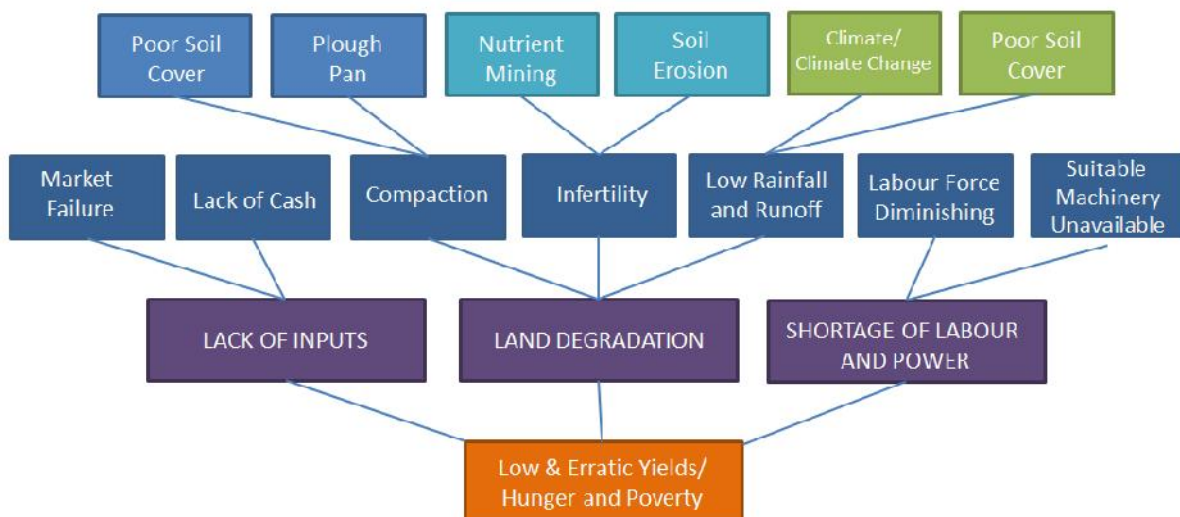 Poor Soil
Cover
Plough
Pan
Nutrient
Mining
Soil
Erosion
Climate/
Climate Change
Poor Soil
Cover
Market
Failure
Lack of Cash
Compaction
Infertility
Low Rainfall
and Runoff
Labour Force
Diminishing
Suitable
Machinery
Unavailable
LACK OF INPUTS
LAND DEGRADATION
SHORTAGE OF LABOUR
AND POWER
Low & Erratic Yields/
Hunger and Poverty